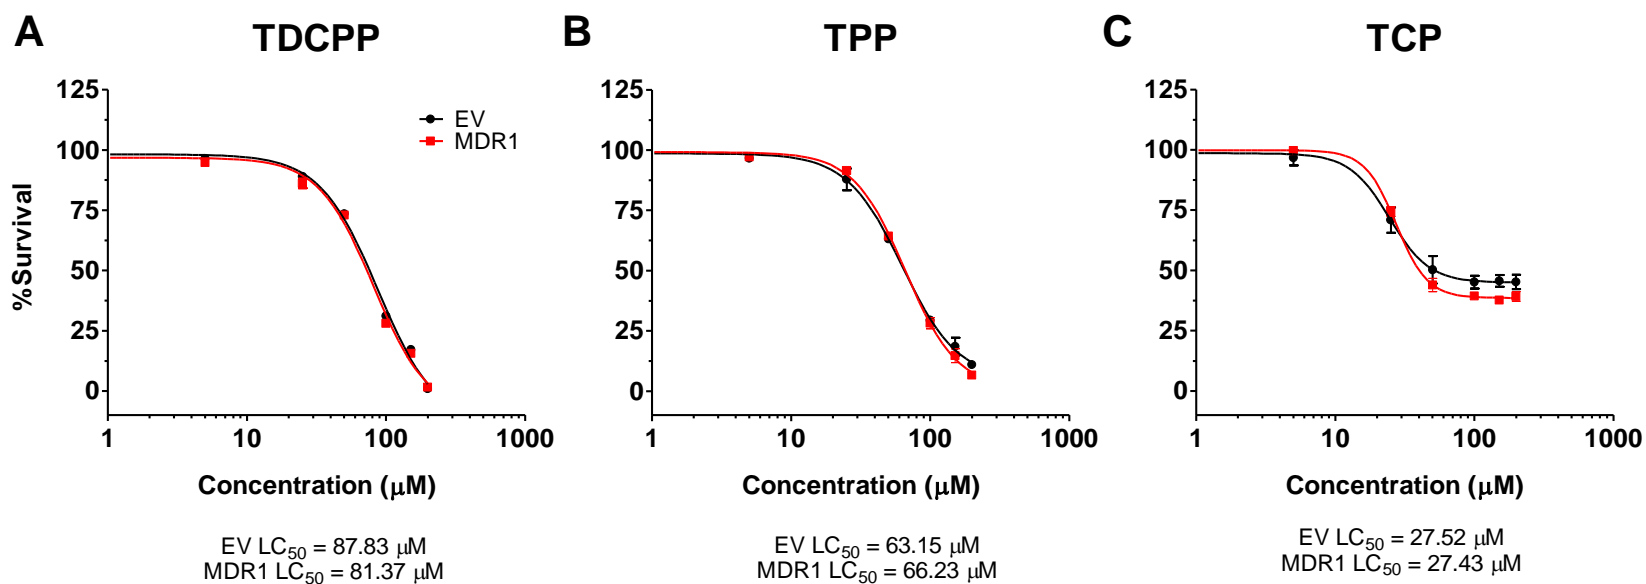 A TDCPP
125
100
75
50
25
0
%Survival
EV
MDR1
1 10 100 1000
Concentration (μM)
EV LC50 = 87.83 μM
MDR1 LC50 = 81.37 μM
B TPP
125
100
75
50
25
0
1 10 100 1000
Concentration (μM)
EV LC50 = 63.15 μM
MDR1 LC50 = 66.23 μM
C TCP
125
100
75
50
25
0
1 10 100 1000
Concentration (μM)
EV LC50 = 27.52 μM
MDR1 LC50 = 27.43 μM